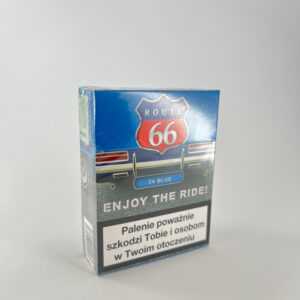 ROUTE
66
24 BLUE
ENJOY THE RIDE!
Palenie poważnie
szkodzi Tobie i osobom
w Twoim otoczeniu